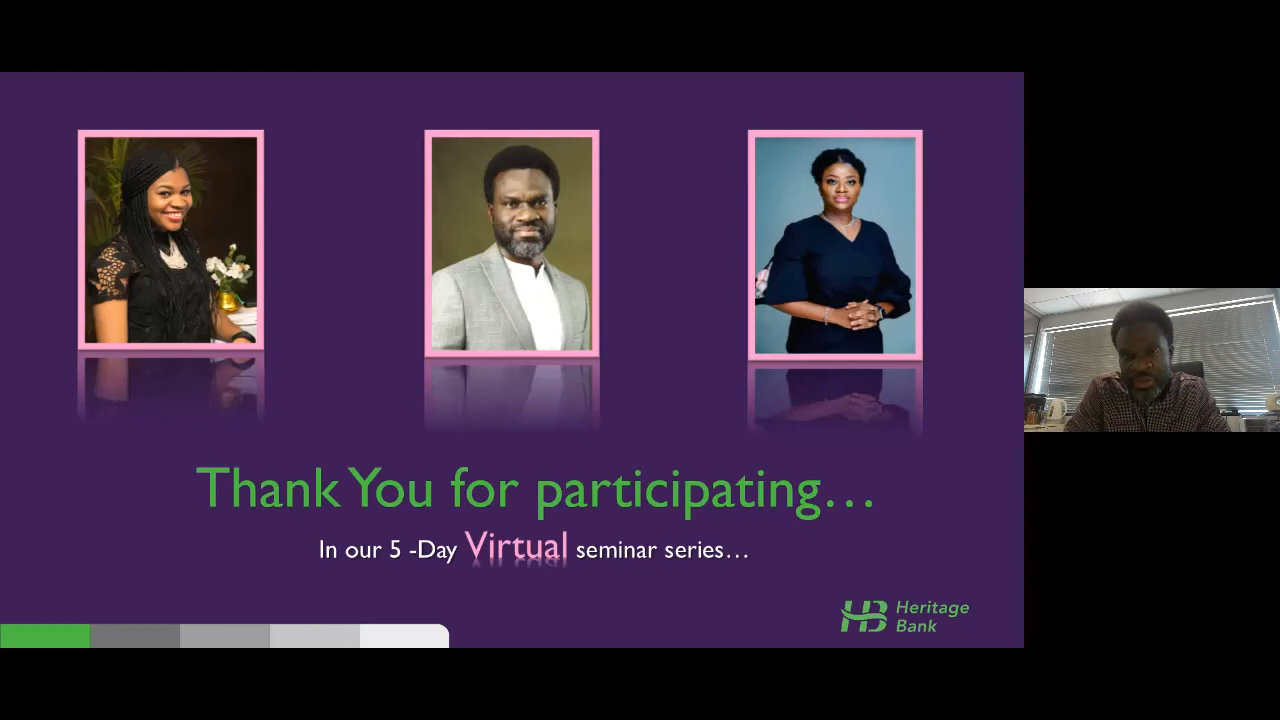 Thank You for participating…
In our 5 -Day Virtual seminar series…
Heritage
Bank